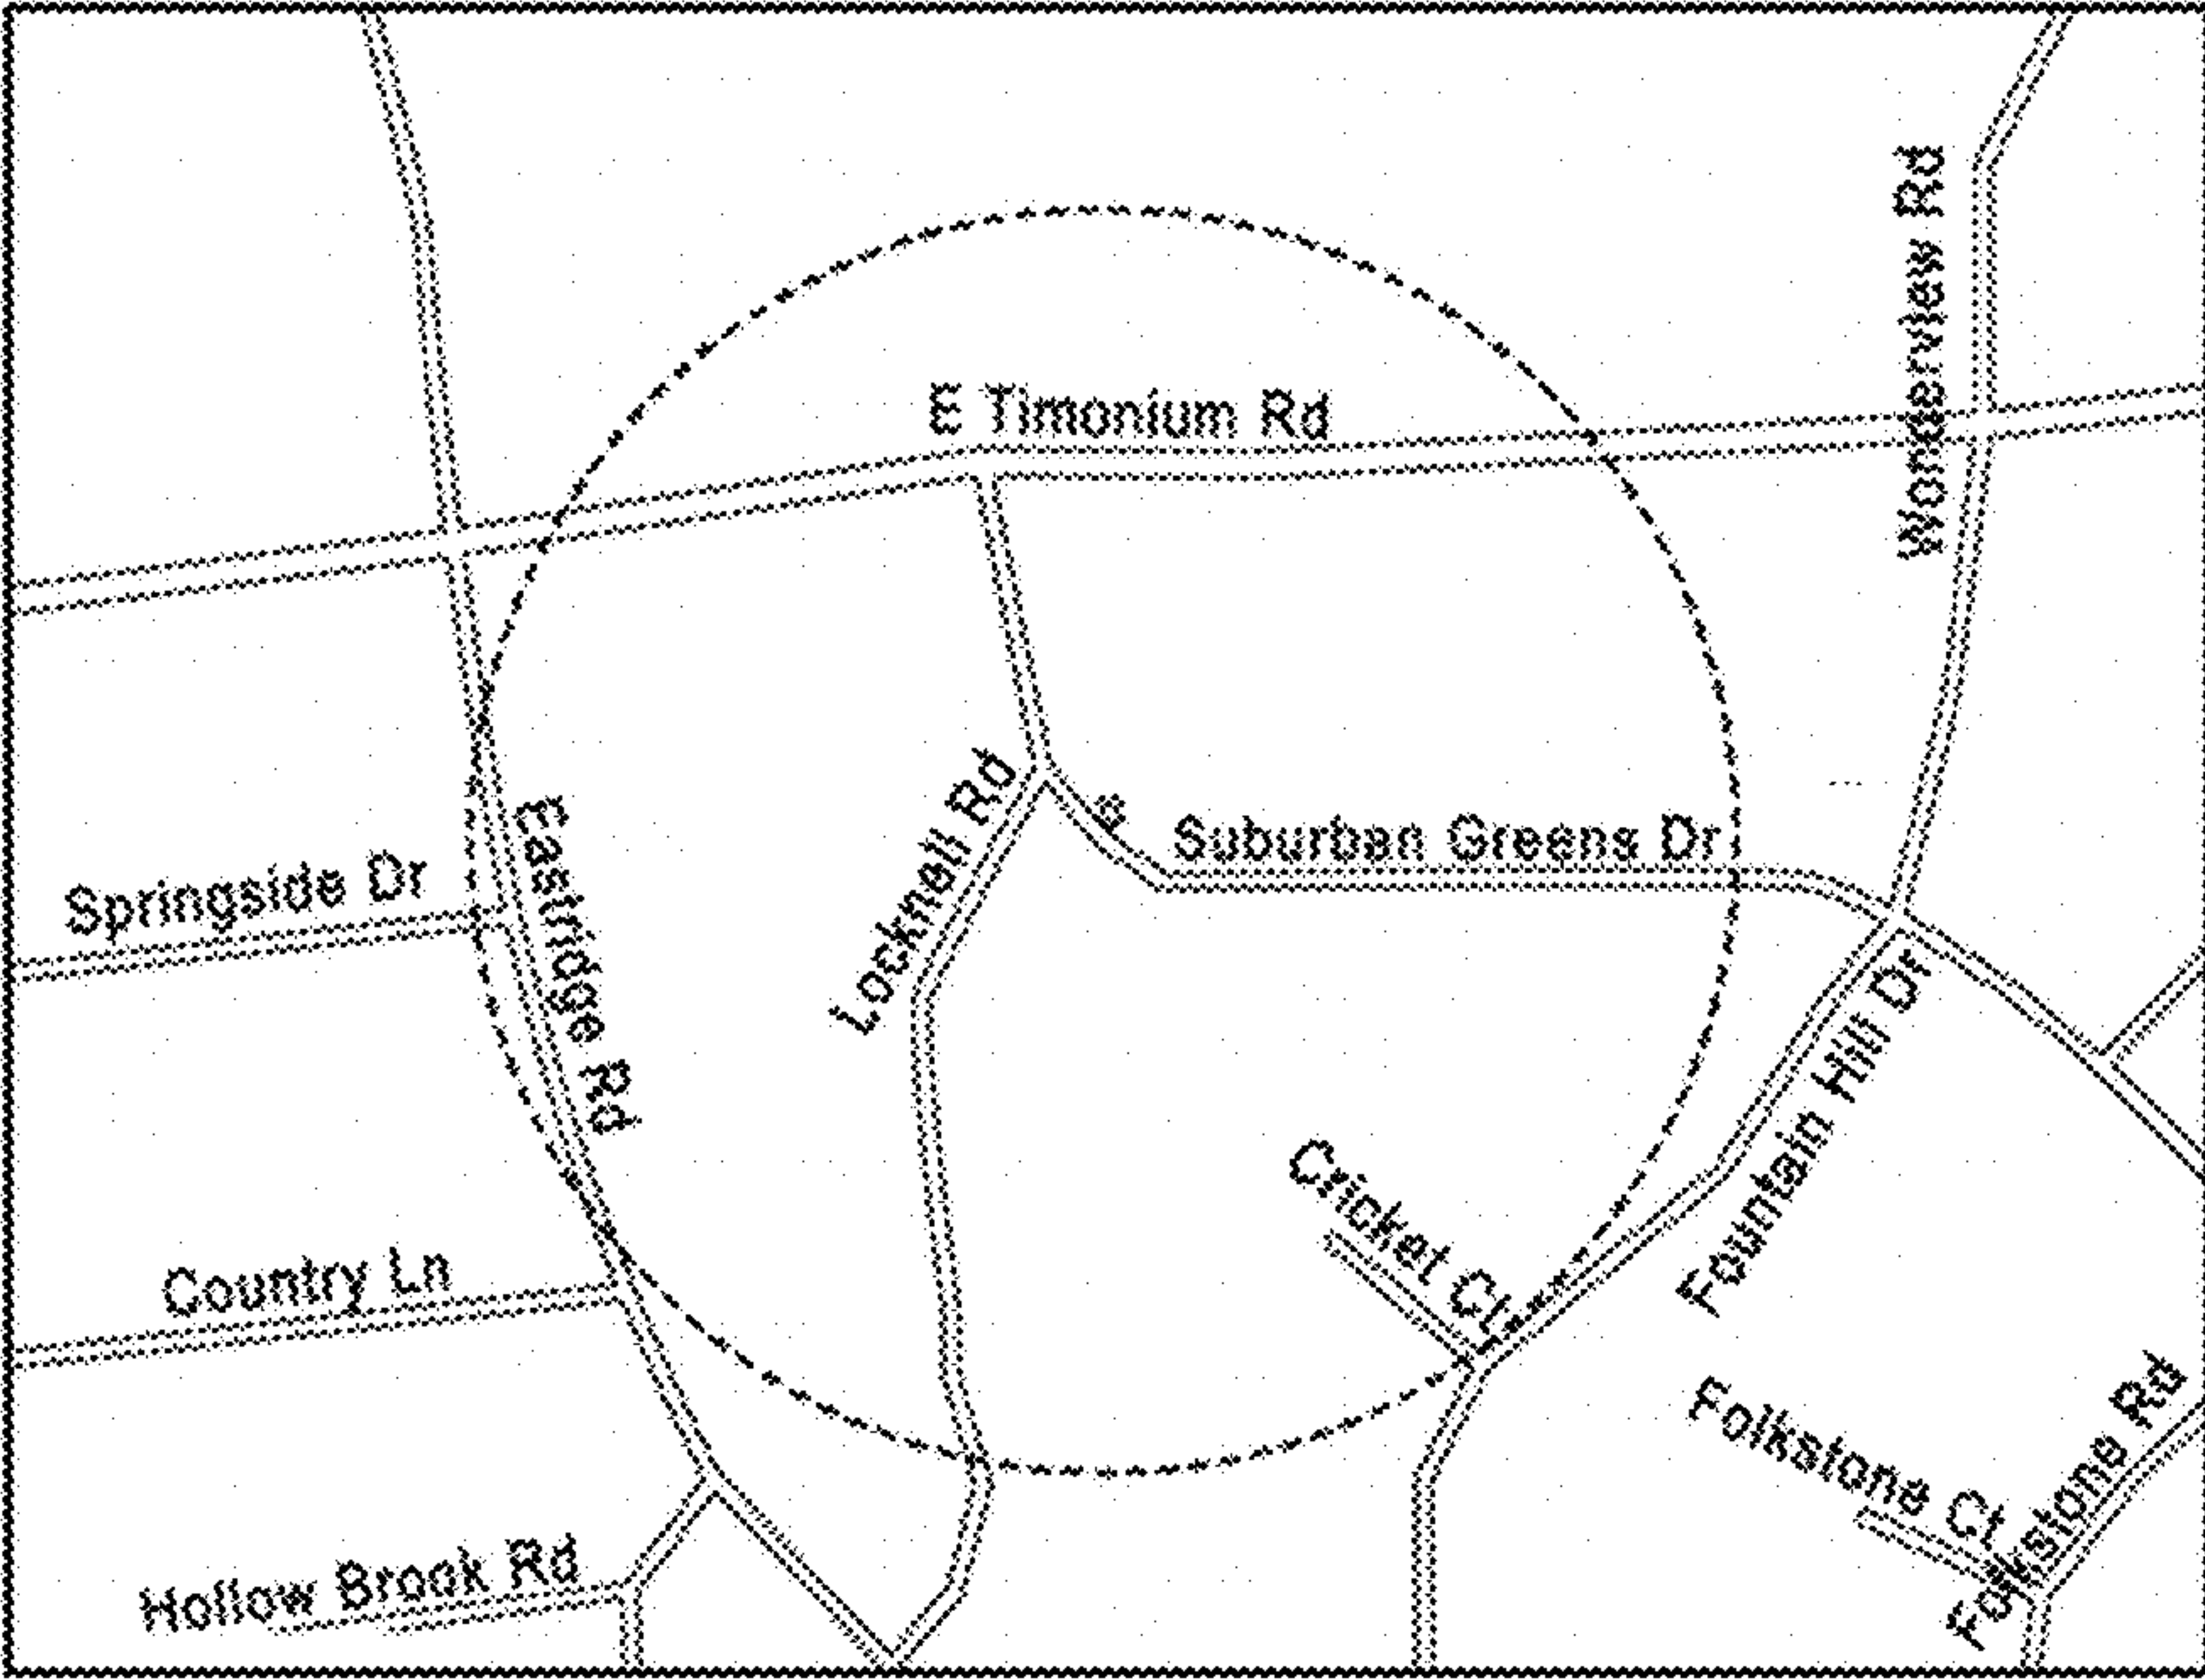 Wonderview Rd
E Timonium Rd
Locknell Rd
Suburban Greens Dr
Eastridge Rd
Springside Dr
Fountain Hill Dr
Cricket Ct
Country Ln
Folkstone Ct
Folkstone Rd
Hollow Brook Rd